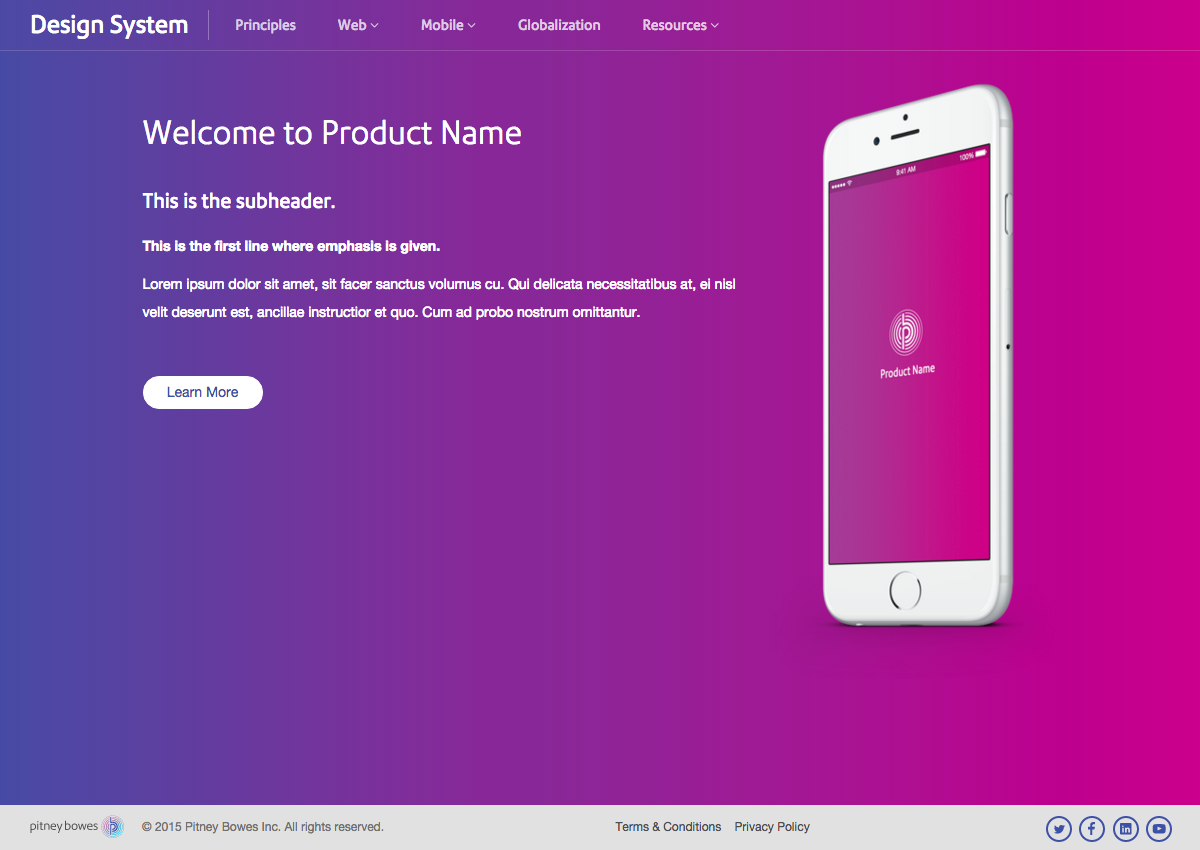 Design System
Principles
Web
Mobile
Globalization
Resources
Welcome to Product Name
This is the subheader.
This is the first line where emphasis is given.
Lorem ipsum dolor sit amet, sit facer sanctus volumus cu. Qui delicata necessitatibus at, ei nisl
velit deserunt est, ancillae instructior et quo. Cum ad probo nostrum omittantur.
Learn More
9:41 AM
100%
Product Name
pitney bowes
© 2015 Pitney Bowes Inc. All rights reserved.
Terms & Conditions
Privacy Policy